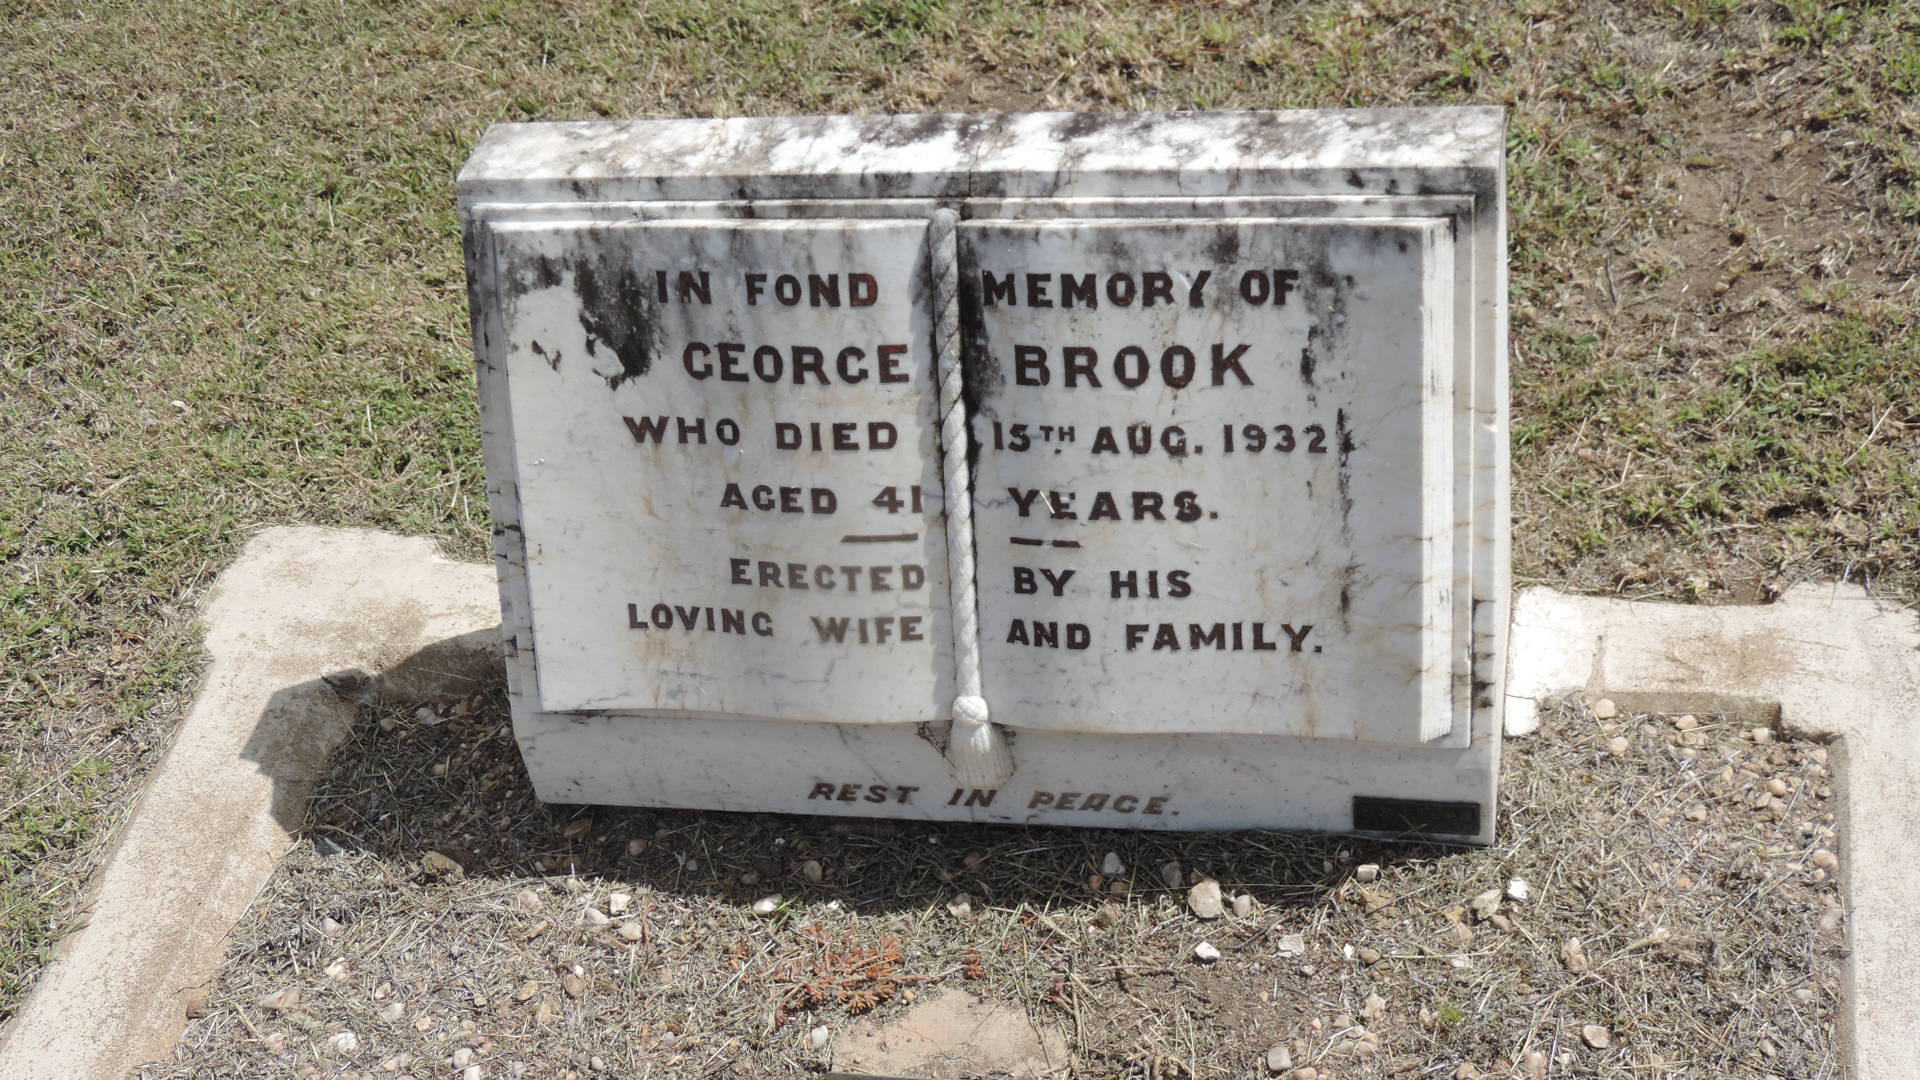 IN FOND MEMORY OF
GEORGE BROOK
WHO DIED 15TH AUG. 1932
AGED 41 YEARS.
ERECTED BY HIS
LOVING WIFE AND FAMILY.
REST IN PEACE.